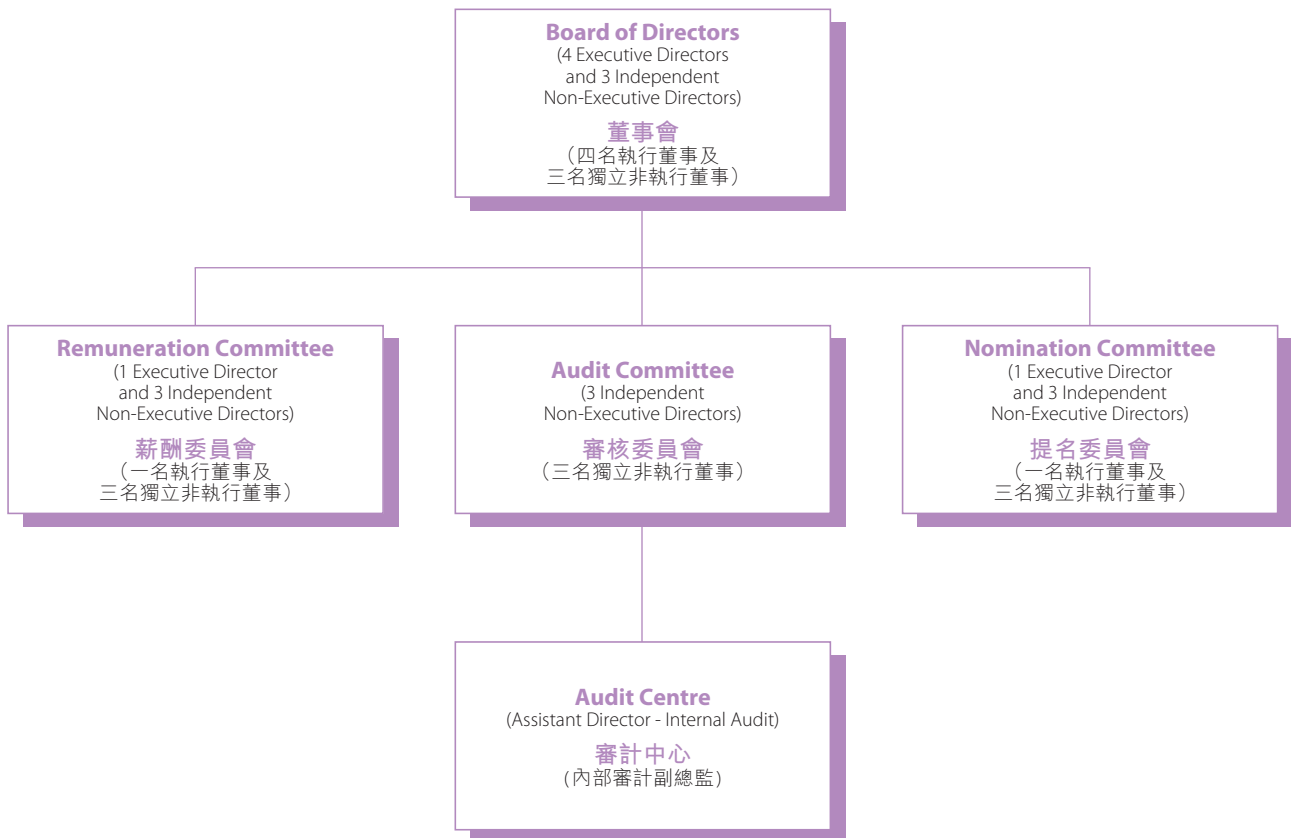 Board of Directors
(4 Executive Directors
and 3 Independent
Non-Executive Directors)
董事會
（四名執行董事及
三名獨立非執行董事）
Remuneration Committee
(1 Executive Director
and 3 Independent
Non-Executive Directors)
薪酬委員會
（一名執行董事及
三名獨立非執行董事）
Audit Committee
(3 Independent
Non-Executive Directors)
審核委員會
（三名獨立非執行董事）
Nomination Committee
(1 Executive Director
and 3 Independent
Non-Executive Directors)
提名委員會
（一名執行董事及
三名獨立非執行董事）
Audit Centre
(Assistant Director - Internal Audit)
審計中心
(內部審計副總監)